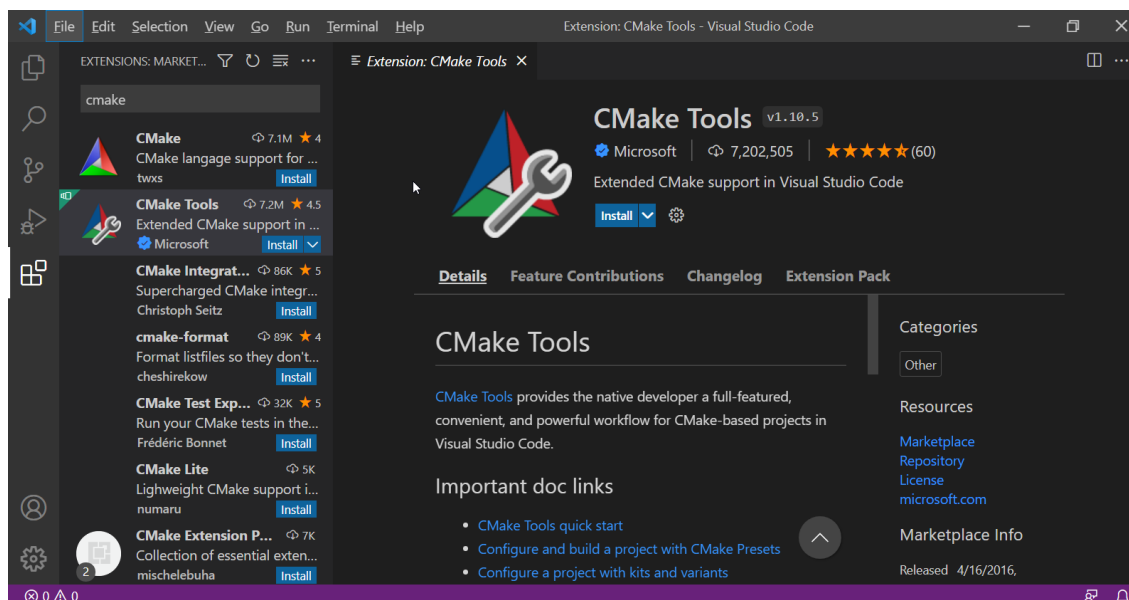 File Edit Selection View Go Run Terminal Help
Extension: CMake Tools - Visual Studio Code
EXTENSIONS: MARKET...
Extension: CMake Tools
cmake
CMake 7.1M 4
CMake langage support for ...
twxs Install
CMake Tools 7.2M 4.5
Extended CMake support in ...
Microsoft Install
CMake Integrat... 86K 5
Supercharged CMake integr...
Christoph Seitz Install
cmake-format 89K 4
Format listfiles so they don't...
cheshirekow Install
CMake Test Exp... 32K 5
Run your CMake tests in the...
Frédéric Bonnet Install
CMake Lite 5K
Lighweight CMake support i...
numaru Install
CMake Extension P... 7K
Collection of essential exten...
mischelebuha Install
2
CMake Tools v1.10.5
Microsoft 7,202,505 (60)
Extended CMake support in Visual Studio Code
Install
Details Feature Contributions Changelog Extension Pack
CMake Tools
CMake Tools provides the native developer a full-featured,
convenient, and powerful workflow for CMake-based projects in
Visual Studio Code.
Important doc links
• CMake Tools quick start
• Configure and build a project with CMake Presets
• Configure a project with kits and variants
Categories
Other
Resources
Marketplace
Repository
License
microsoft.com
Marketplace Info
Released 4/16/2016,
0 0